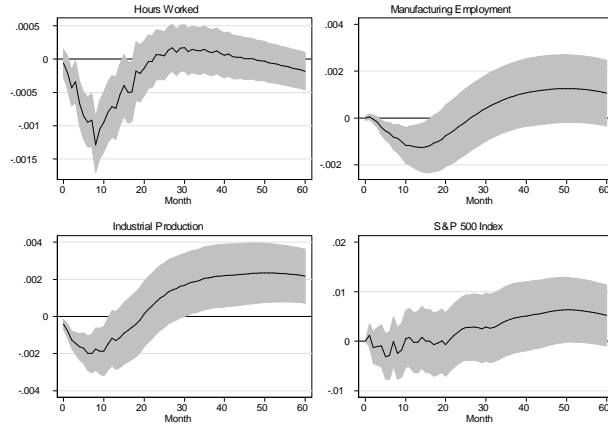 Hours Worked
.0005
0
-.0005
-.001
-.0015
0 10 20 30 40 50 60
Month
Manufacturing Employment
.004
.002
0
-.002
0 10 20 30 40 50 60
Month
Industrial Production
.004
.002
0
-.002
-.004
0 10 20 30 40 50 60
Month
S&P 500 Index
.02
.01
0
-.01
0 10 20 30 40 50 60
Month